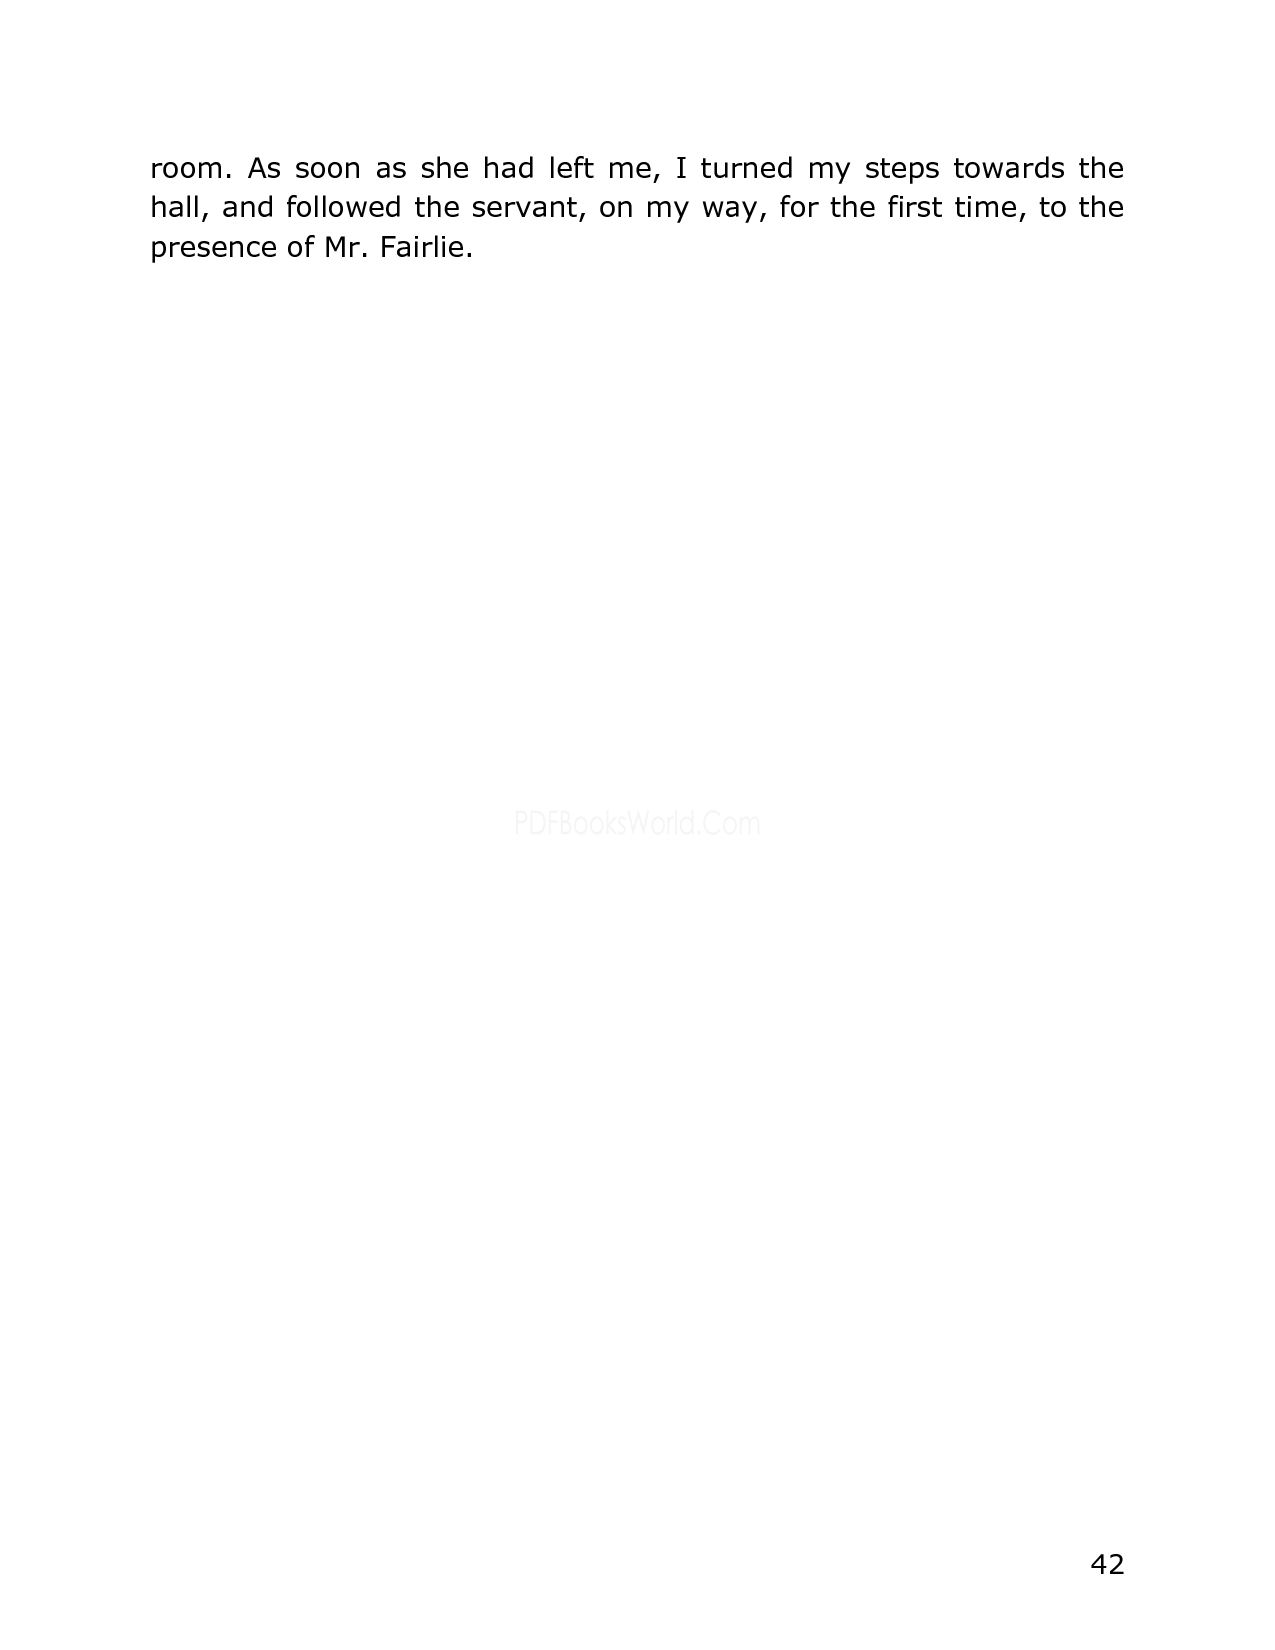 room. As soon as she had left me, I turned my steps towards the
hall, and followed the servant, on my way, for the first time, to the
presence of Mr. Fairlie.
PDFBooksWorld.Com
42